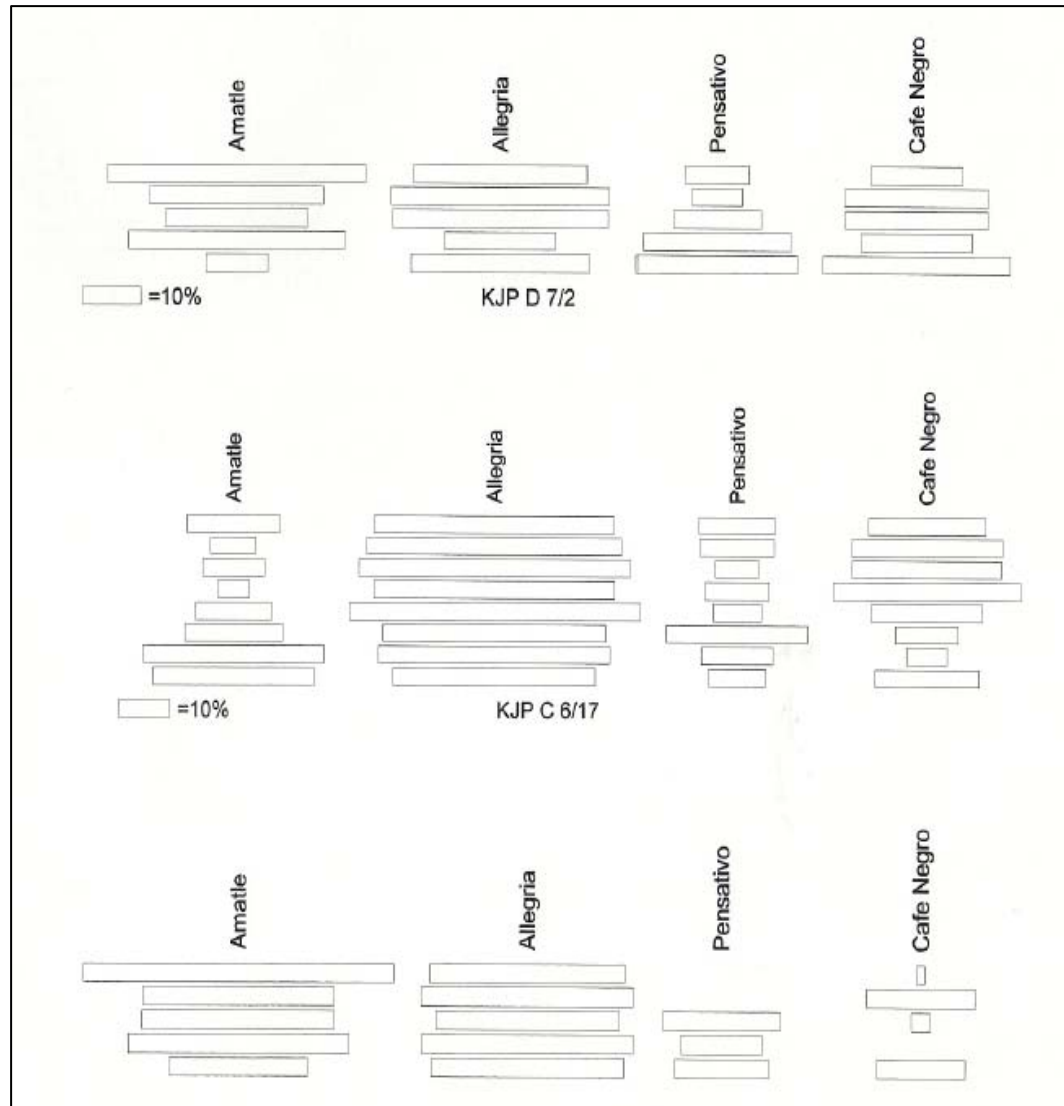 Amatle
Allegria
Pensativo
Cafe Negro
=10%
KJP D 7/2
Amatle
Allegria
Pensativo
Cafe Negro
=10%
KJP C 6/17
Amatle
Allegria
Pensativo
Cafe Negro